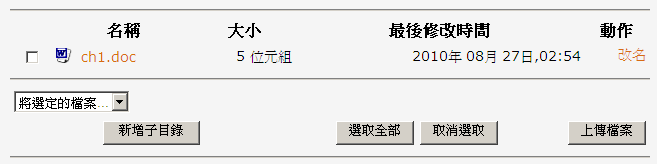 名稱 大小 最後修改時間 動作
ch1.doc 5 位元組 2010年 08月 27日,02:54 改名
將選定的檔案...
新增子目錄 選取全部 取消選取 上傳檔案